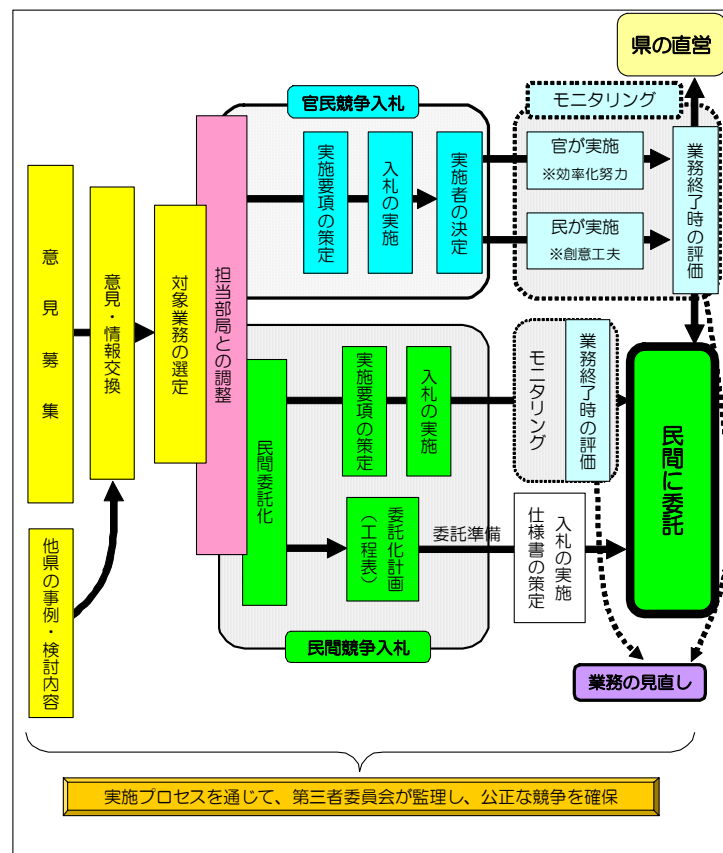 県の直営
官民競争入札
モニタリング
意見募集
意見・情報交換
対象業務の選定
担当部局との調整
実施要項の策定
入札の実施
実施者の決定
官が実施
※効率化努力
民が実施
※創意工夫
業務終了時の評価
他県の事例・検討内容
民間委託化
実施要項の策定
入札の実施
モニタリング
業務終了時の評価
民間に委託
委託化計画
（工程表）
委託準備
入札の実施
仕様書の策定
民間競争入札
業務の見直し
実施プロセスを通じて、第三者委員会が監理し、公正な競争を確保